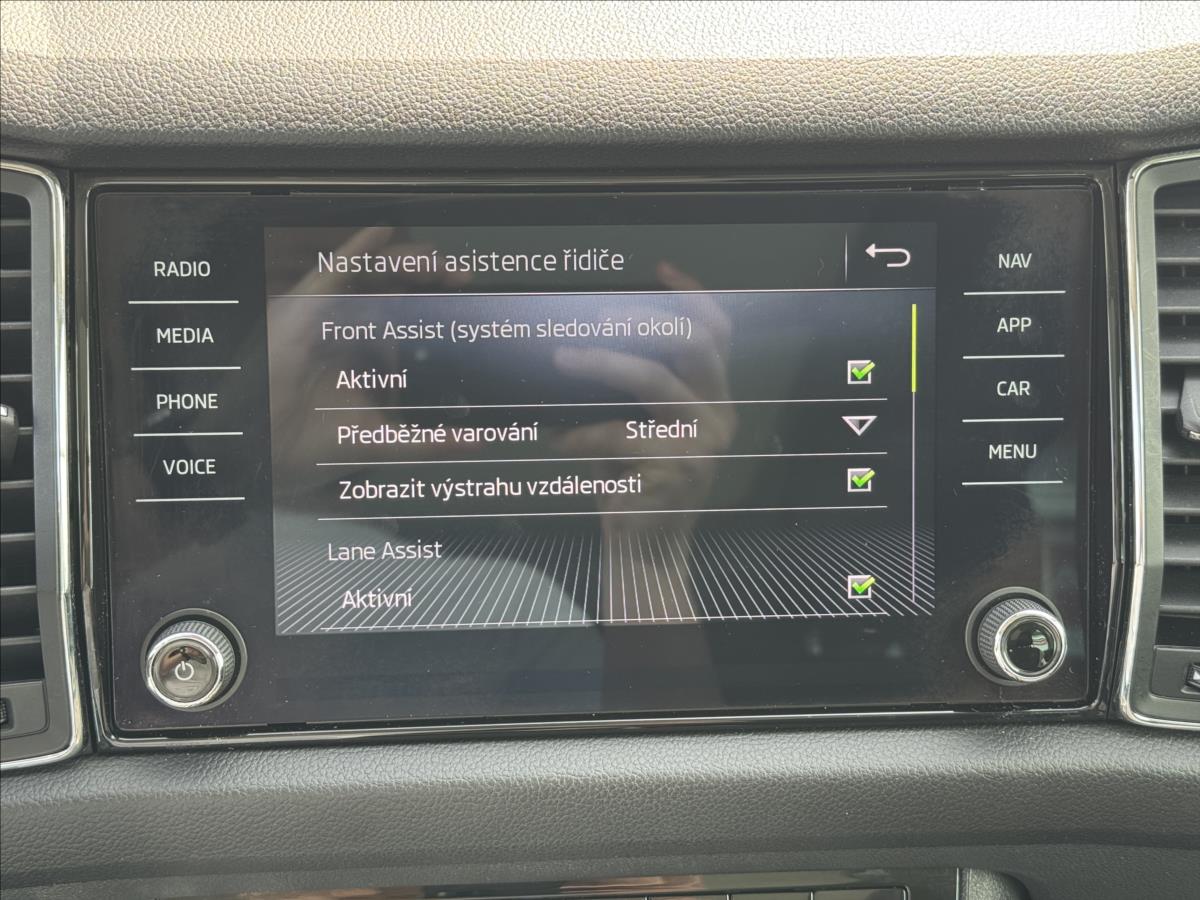 RADIO
MEDIA
PHONE
VOICE
Nastavení asistence řidiče
Front Assist (systém sledování okolí)
Aktivní
Předběžné varování Střední
Zobrazit výstrahu vzdálenosti
Lane Assist
Aktivní
NAV
APP
CAR
MENU